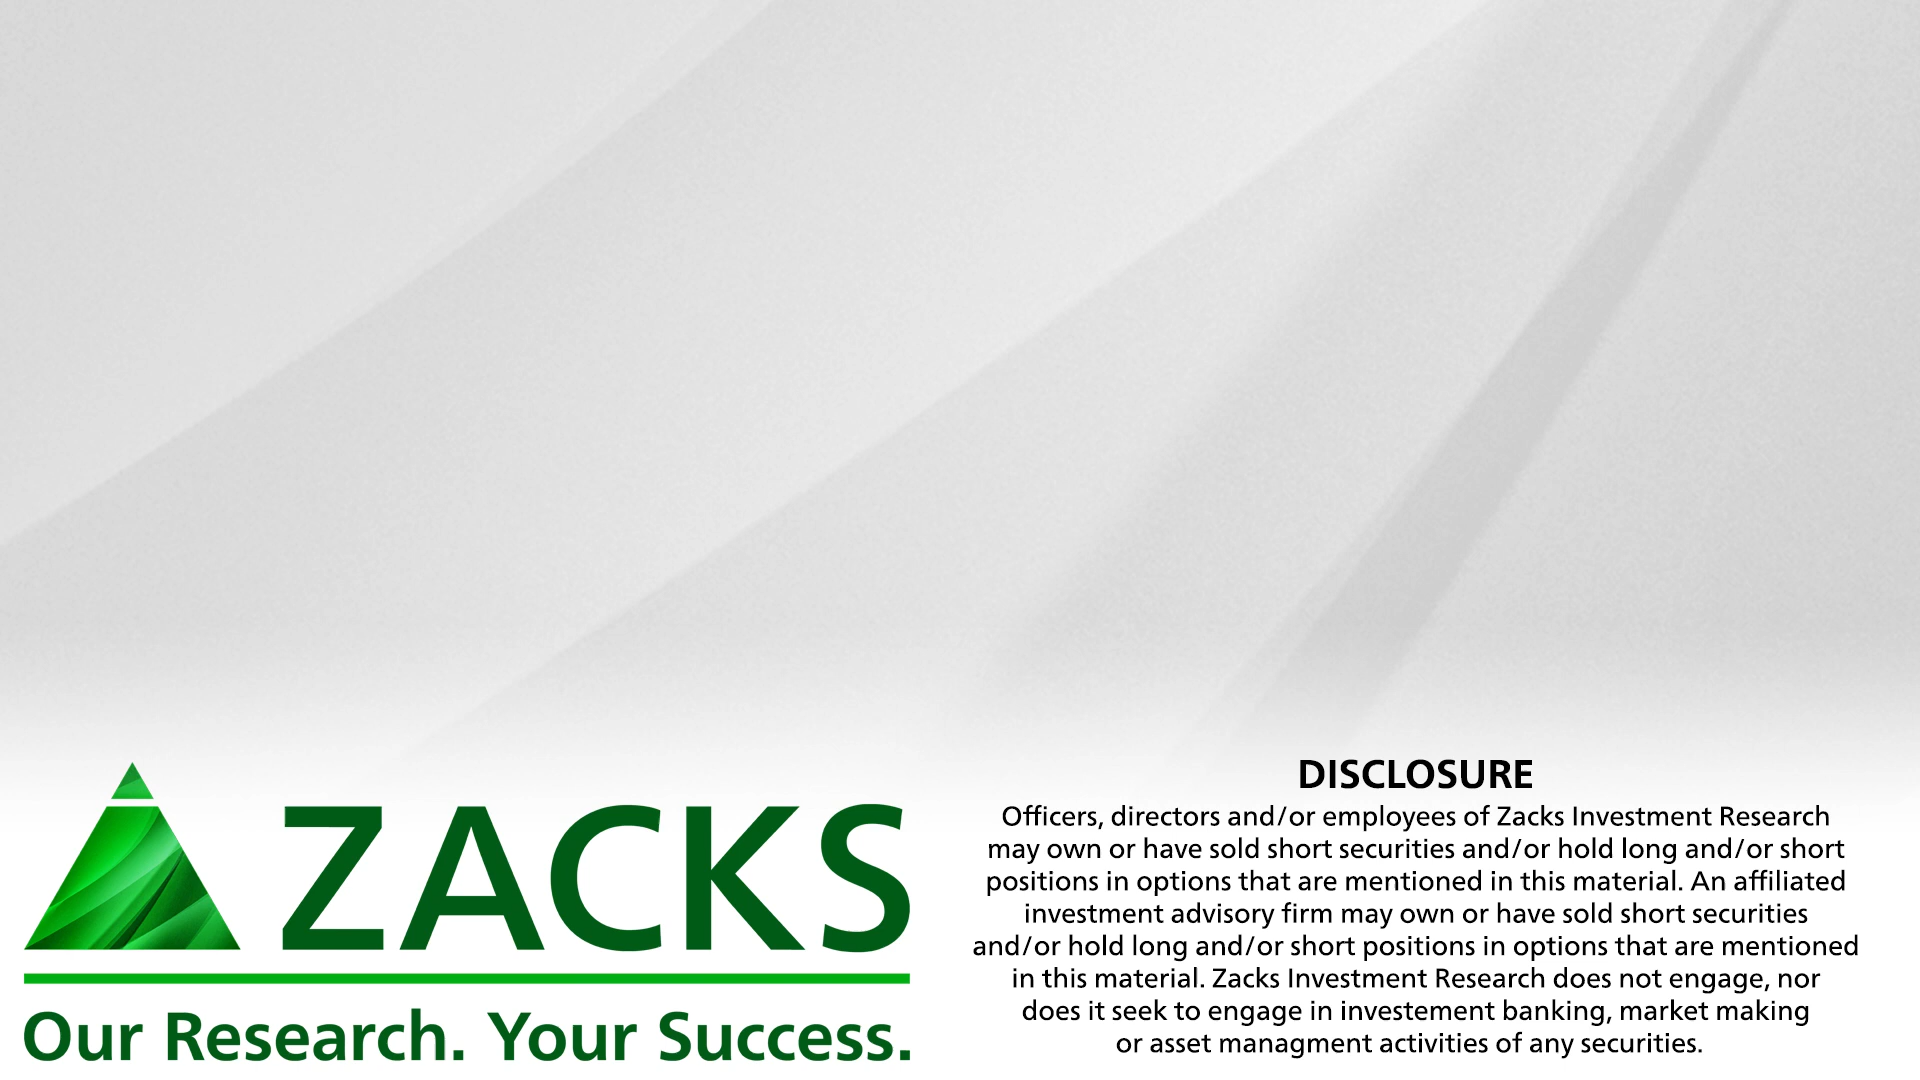 ZACKS
Our Research. Your Success.
DISCLOSURE
Officers, directors and/or employees of Zacks Investment Research
may own or have sold short securities and/or hold long and/or short
positions in options that are mentioned in this material. An affiliated
investment advisory firm may own or have sold short securities
and/or hold long and/or short positions in options that are mentioned
in this material. Zacks Investment Research does not engage, nor
does it seek to engage in investement banking, market making
or asset managment activities of any securities.